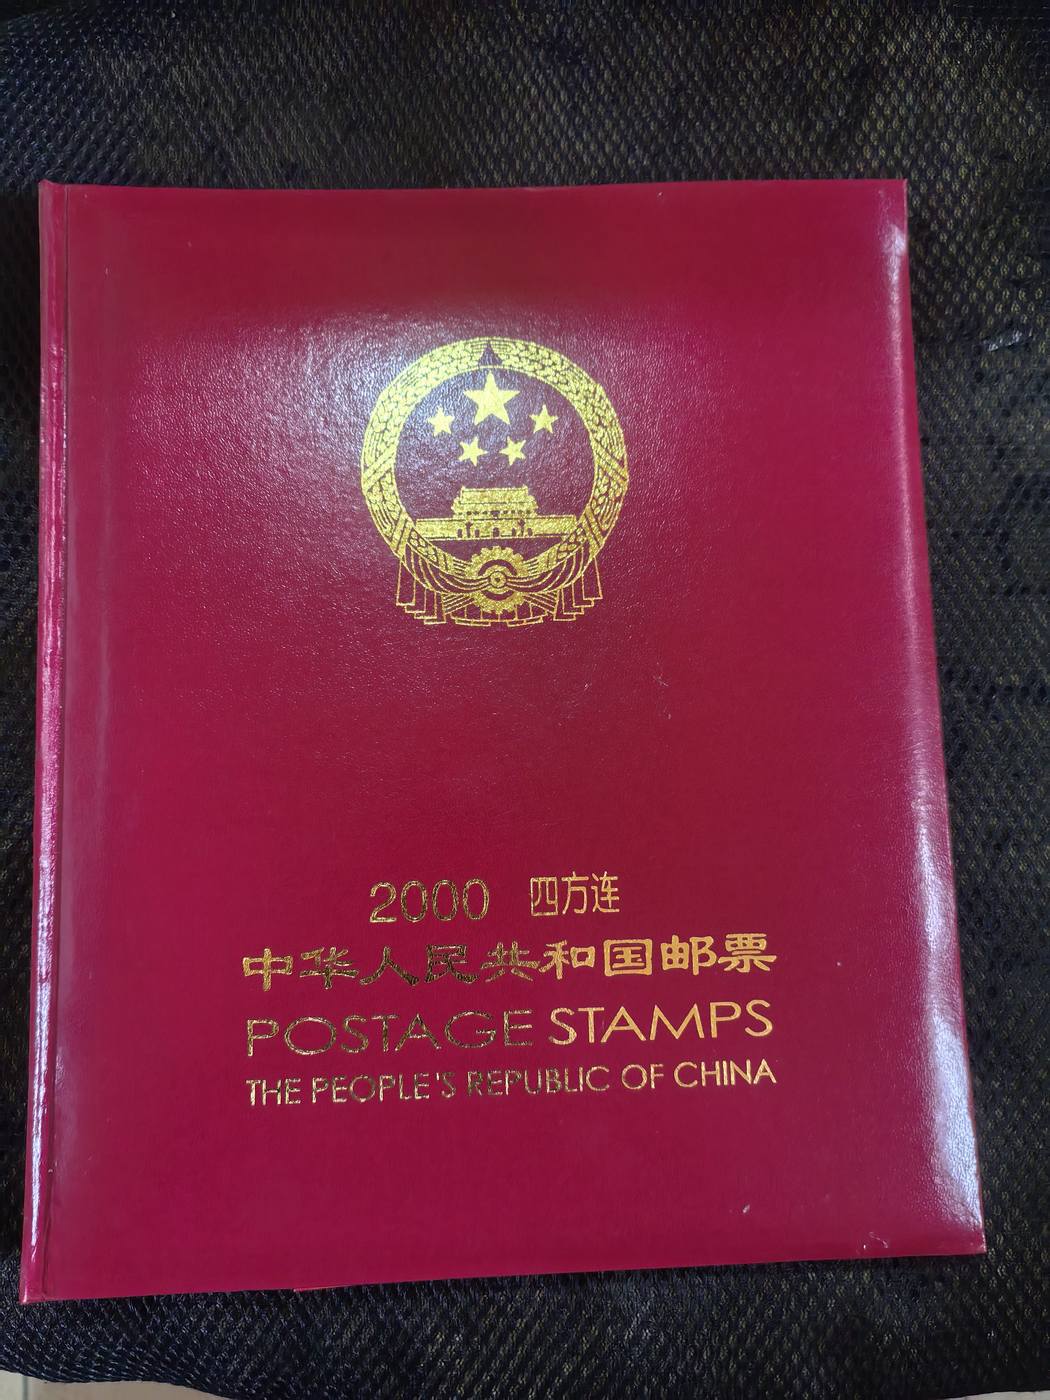 2000 四方连
中华人民共和国邮票
POSTAGE STAMPS
THE PEOPLE'S REPUBLIC OF CHINA